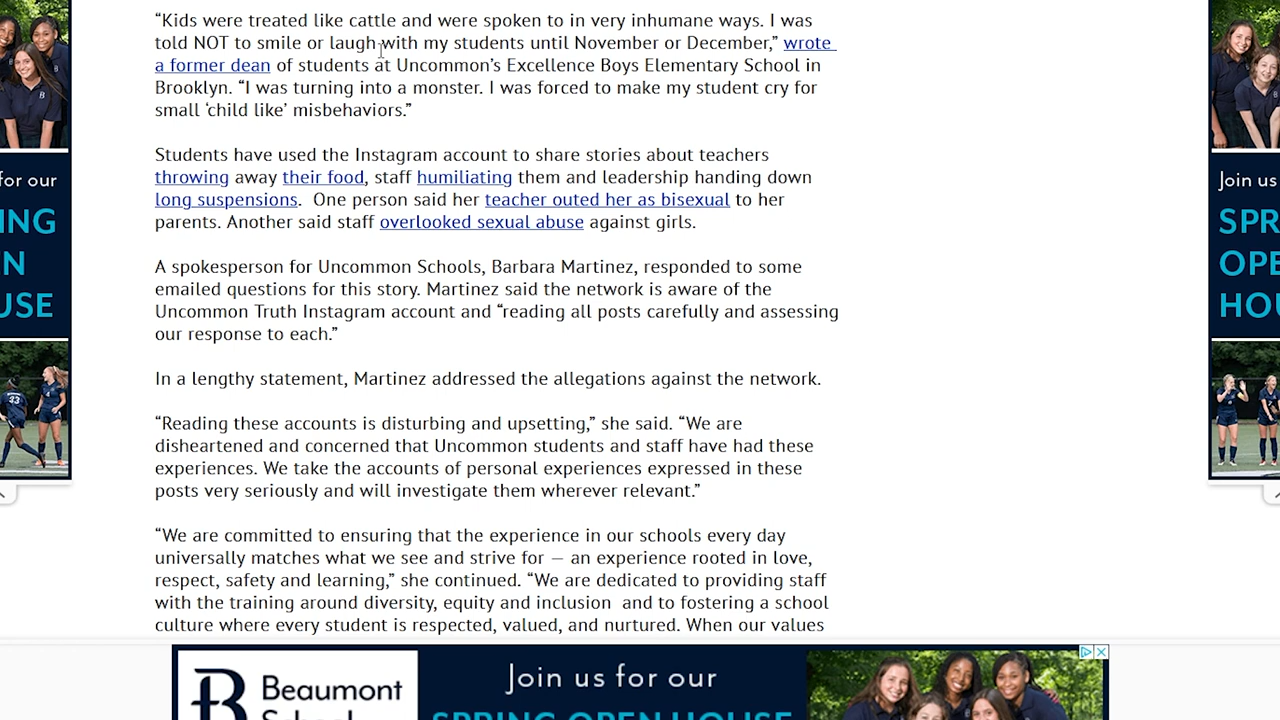 “Kids were treated like cattle and were spoken to in very inhumane ways. I was
told NOT to smile or laugh with my students until November or December,” wrote
a former dean of students at Uncommon’s Excellence Boys Elementary School in
Brooklyn. “I was turning into a monster. I was forced to make my student cry for
small ‘child like’ misbehaviors.”
Students have used the Instagram account to share stories about teachers
throwing away their food, staff humiliating them and leadership handing down
long suspensions.  One person said her teacher outed her as bisexual to her
parents. Another said staff overlooked sexual abuse against girls.
A spokesperson for Uncommon Schools, Barbara Martinez, responded to some
emailed questions for this story. Martinez said the network is aware of the
Uncommon Truth Instagram account and “reading all posts carefully and assessing
our response to each.”
In a lengthy statement, Martinez addressed the allegations against the network.
“Reading these accounts is disturbing and upsetting,” she said. “We are
disheartened and concerned that Uncommon students and staff have had these
experiences. We take the accounts of personal experiences expressed in these
posts very seriously and will investigate them wherever relevant.”
“We are committed to ensuring that the experience in our schools every day
universally matches what we see and strive for — an experience rooted in love,
respect, safety and learning,” she continued. “We are dedicated to providing staff
with the training around diversity, equity and inclusion  and to fostering a school
culture where every student is respected, valued, and nurtured. When our values
for our
ING
N
USE
33
Join us
SPR
OPE
HOU
B Beaumont
School
Join us for our
SPRING OPEN HOUSE